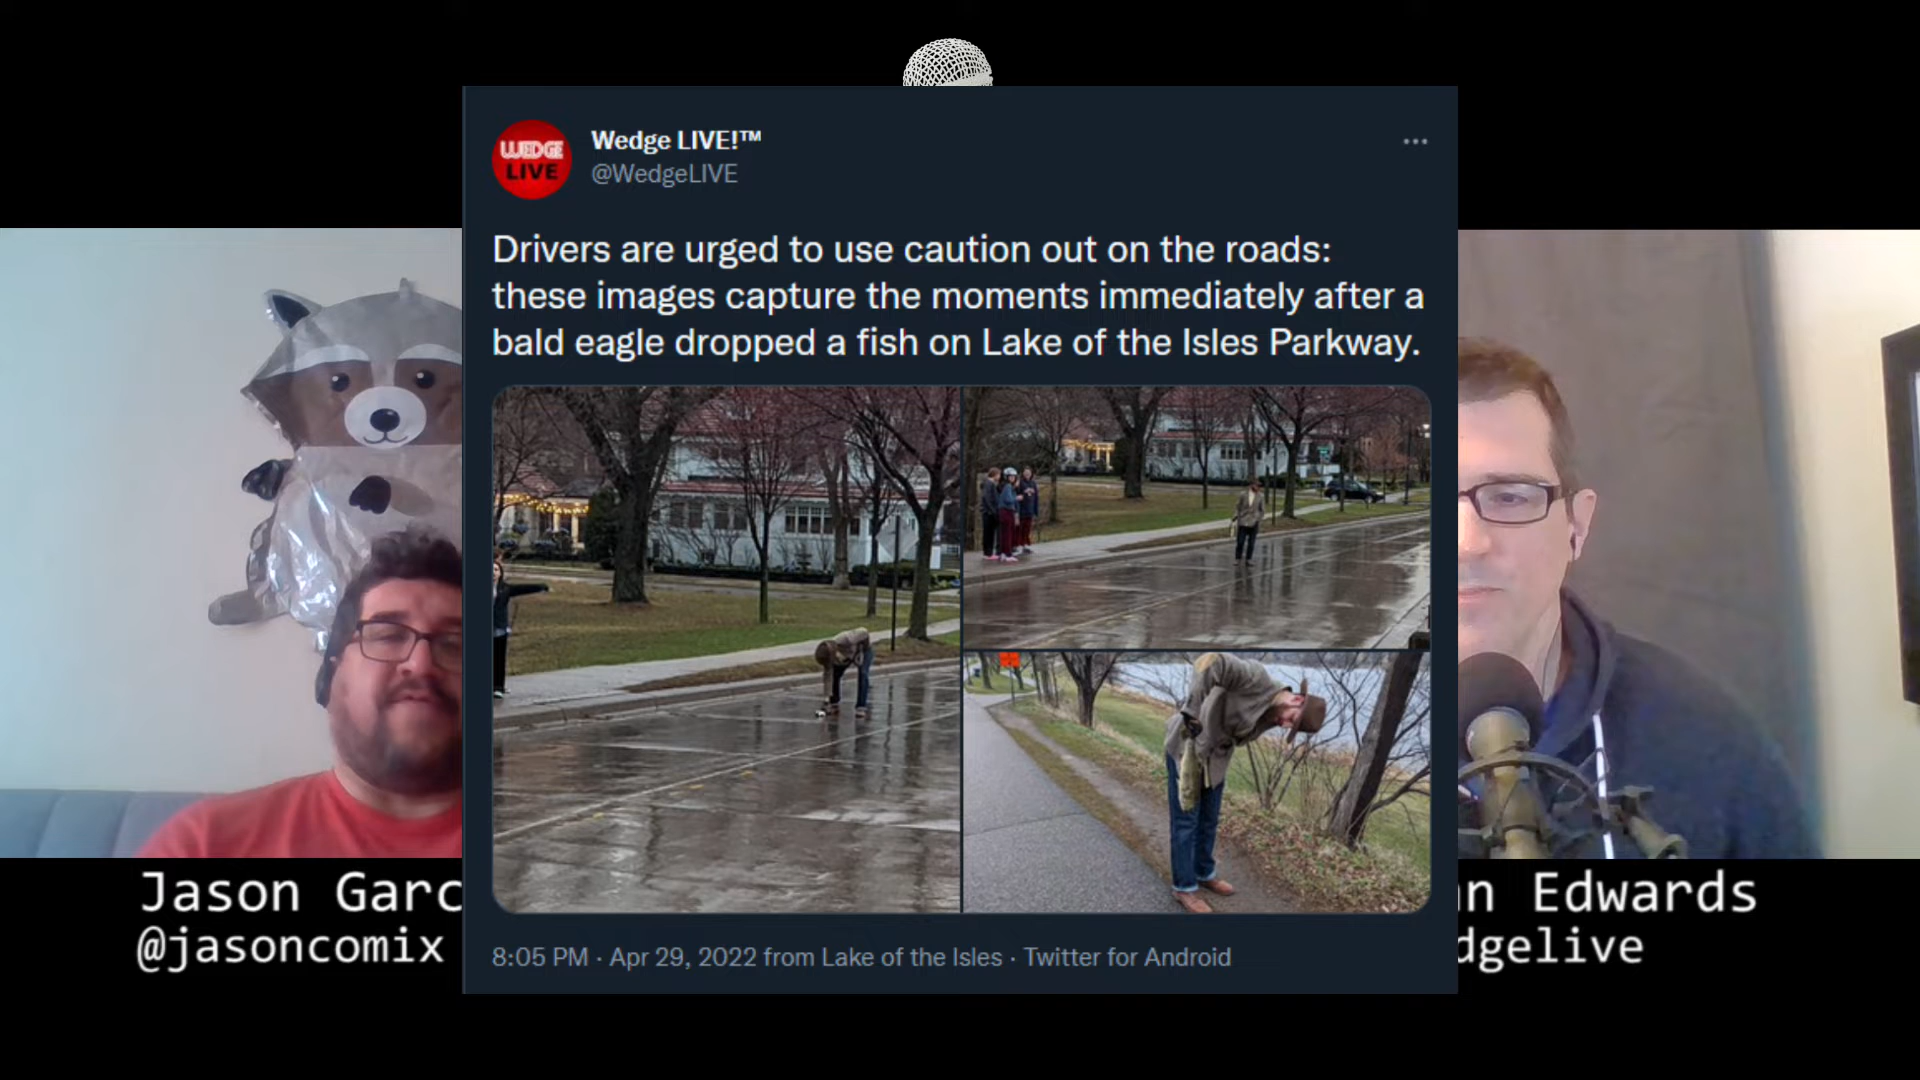 WEDGE
LIVE
Wedge LIVE!™
@WedgeLIVE
Drivers are urged to use caution out on the roads:
these images capture the moments immediately after a
bald eagle dropped a fish on Lake of the Isles Parkway.
8:05 PM · Apr 29, 2022 from Lake of the Isles · Twitter for Android
Jason Garc
@jasoncomix
n Edwards
dgelive